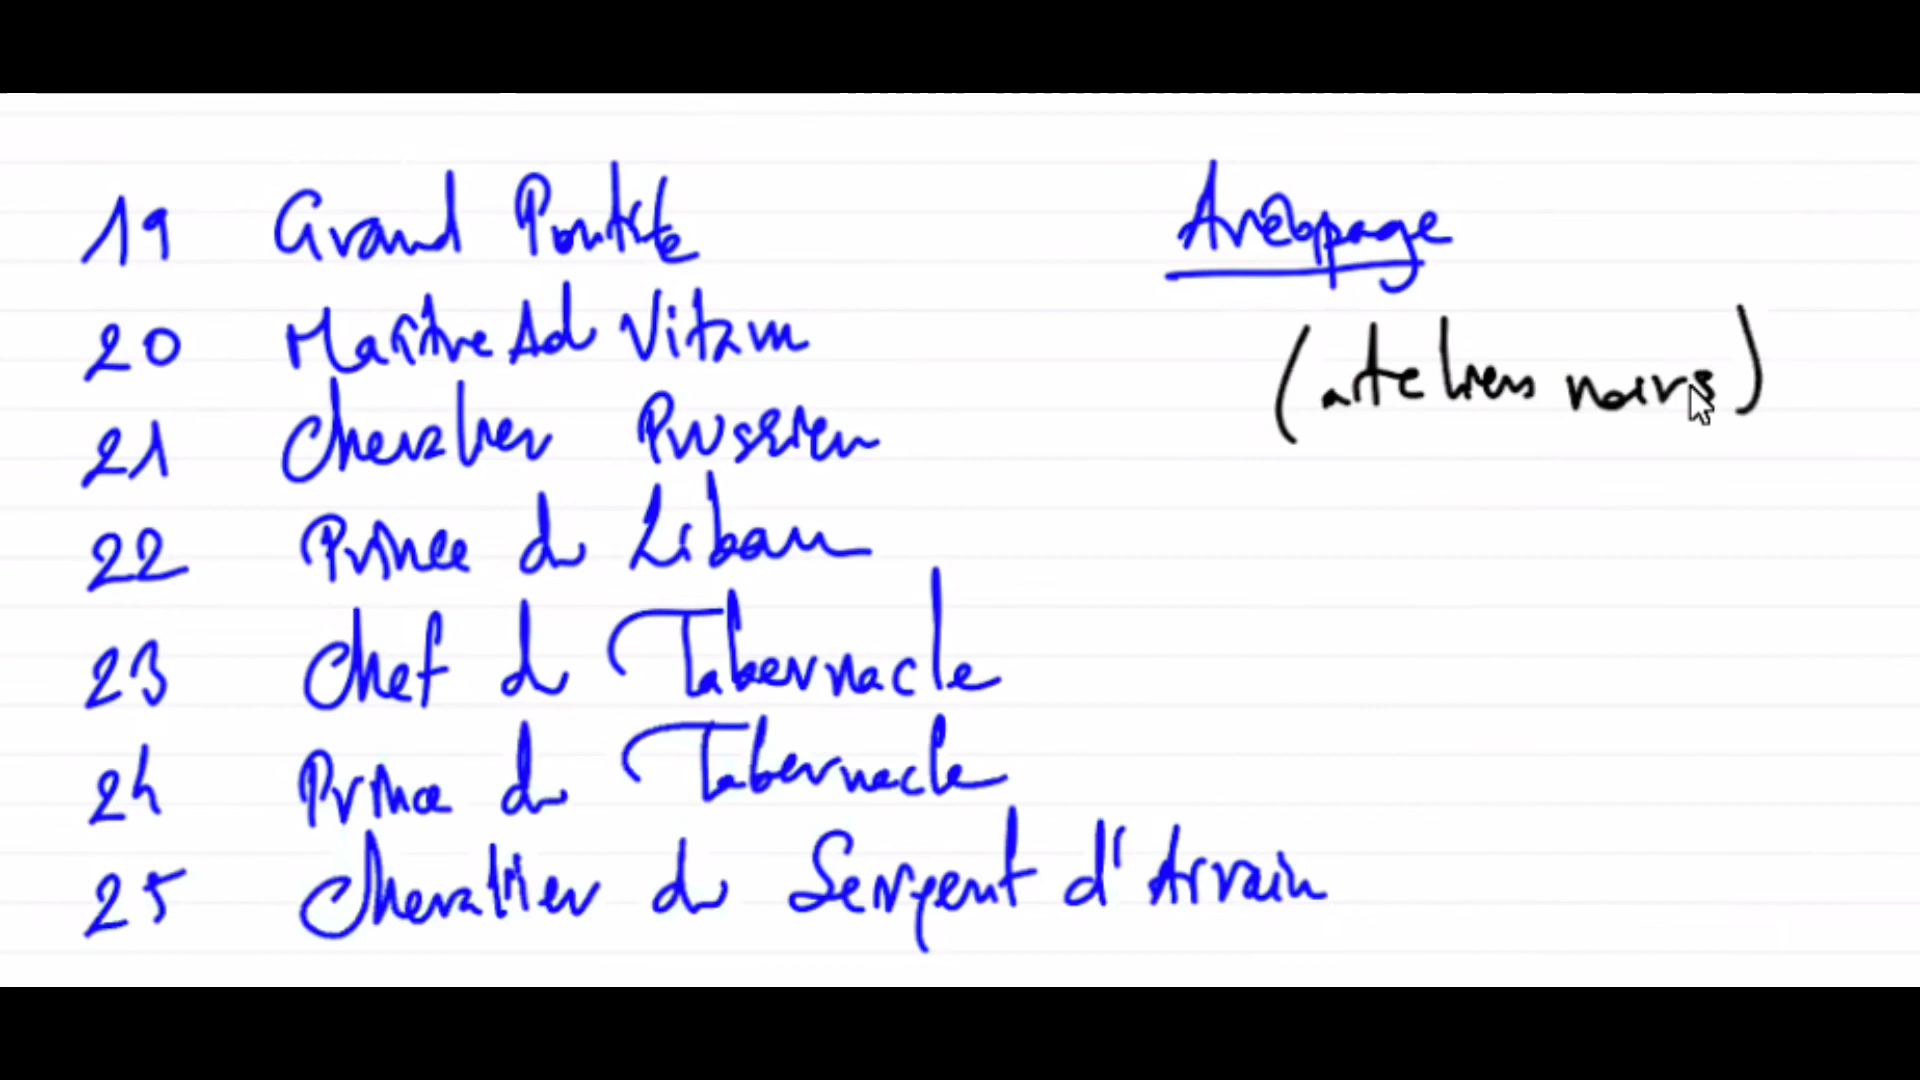 19 Grand Pontife
Aréopage
20 Maître Ad Vitam
(ateliers noirs)
21 Chevalier Prussien
22 Prince du Liban
23 Chef du Tabernacle
24 Prince du Tabernacle
25 Chevalier du Serpent d'Arrain